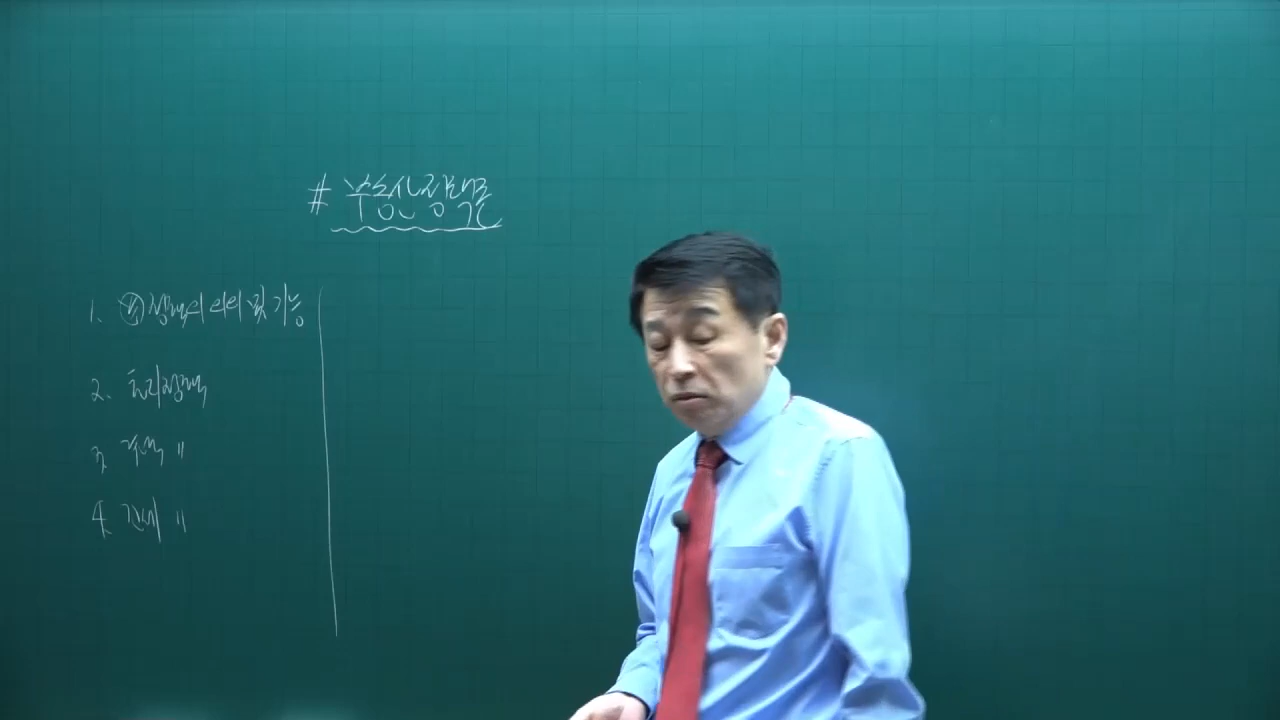 # 부동산정책론
1. 부정책의 의의 및 기능
2. 토지정책
3. 주택 〃
4. 조세 〃